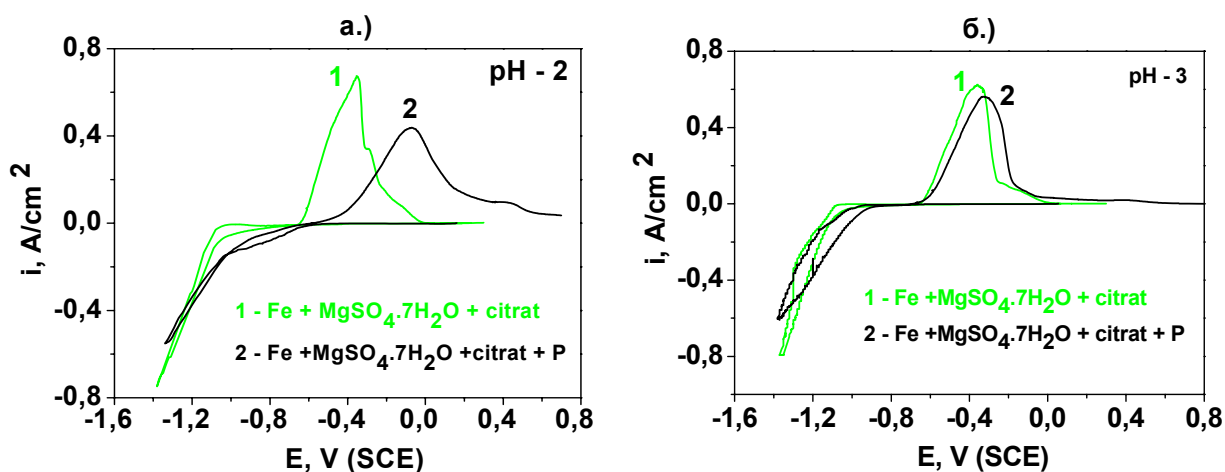 а.)
pH - 2
1
2
0,8
0,4
0,0
-0,4
-0,8
i, A/cm²
1 - Fe + MgSO₄.7H₂O + citrat
2 - Fe +MgSO₄.7H₂O +citrat + P
-1,6 -1,2 -0,8 -0,4 0,0 0,4 0,8
E, V (SCE)
б.)
pH - 3
1
2
0,8
0,4
0,0
-0,4
-0,8
i, A/cm²
1 - Fe +MgSO₄.7H₂O + citrat
2 - Fe +MgSO₄.7H₂O + citrat + P
-1,6 -1,2 -0,8 -0,4 0,0 0,4 0,8
E, V (SCE)